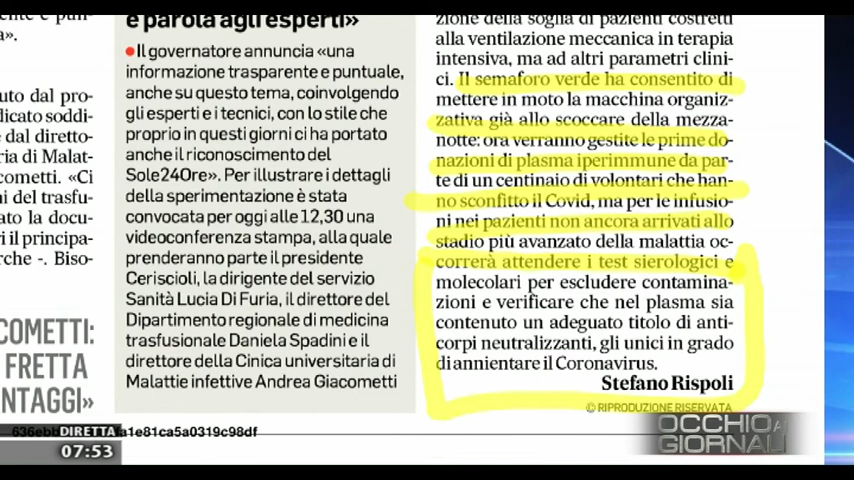 e parola agli esperti»
Il governatore annuncia «una
informazione trasparente e puntuale,
anche su questo tema, coinvolgendo
gli esperti e i tecnici, con lo stile che
proprio in questi giorni ci ha portato
anche il riconoscimento del
Sole24Ore». Per illustrare i dettagli
della sperimentazione è stata
convocata per oggi alle 12,30 una
videoconferenza stampa, alla quale
prenderanno parte il presidente
Ceriscioli, la dirigente del servizio
Sanità Lucia Di Furia, il direttore del
Dipartimento regionale di medicina
trasfusionale Daniela Spadini e il
direttore della Cinica universitaria di
Malattie infettive Andrea Giacometti
zione della soglia di pazienti costretti
alla ventilazione meccanica in terapia
intensiva, ma ad altri parametri clini-
ci. Il semaforo verde ha consentito di
mettere in moto la macchina organiz-
zativa già allo scoccare della mezza-
notte: ora verranno gestite le prime do-
nazioni di plasma iperimmune da par-
te di un centinaio di volontari che han-
no sconfitto il Covid, ma per le infusio-
ni nei pazienti non ancora arrivati allo
stadio più avanzato della malattia oc-
correrà attendere i test sierologici e
molecolari per escludere contamina-
zioni e verificare che nel plasma sia
contenuto un adeguato titolo di anti-
corpi neutralizzanti, gli unici in grado
di annientare il Coronavirus.
Stefano Rispoli
© RIPRODUZIONE RISERVATA
a».
uto dal pro-
dicato soddi-
e dal diretto-
ria di Malat-
cometti. «Ci
ni del trasfu-
ato la docu-
ri il principa-
rche -. Biso-
COMETTI:
FRETTA
NTAGGI»
DIRETTA
07:53
OCCHIO AI
GIORNALI